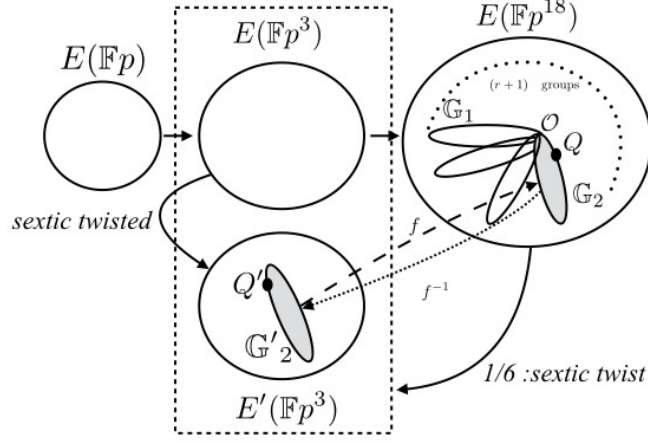 E(𝔽p)
E(𝔽p³)
E(𝔽p¹⁸)
(r + 1) groups
𝔾₁
𝒪
Q
𝔾₂
sextic twisted
f
f⁻¹
Q′
𝔾′₂
E′(𝔽p³)
1/6 :sextic twist